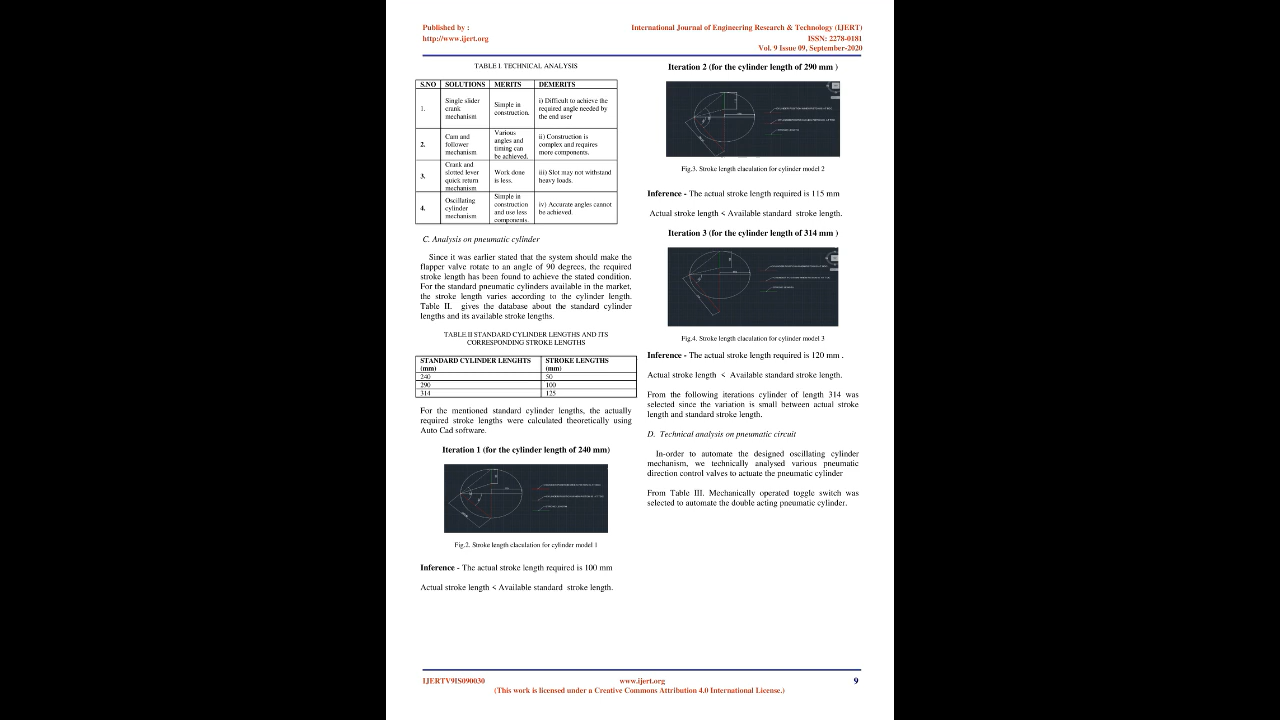 Published by :
http://www.ijert.org
International Journal of Engineering Research & Technology (IJERT)
ISSN: 2278-0181
Vol. 9 Issue 09, September-2020
TABLE I. TECHNICAL ANALYSIS
S.NO SOLUTIONS MERITS DEMERITS
1. Single slider crank mechanism Simple in construction. i) Difficult to achieve the required angle needed by the end user
2. Cam and follower mechanism Various angles and timing can be achieved. ii) Construction is complex and requires more components.
3. Crank and slotted lever quick return mechanism Work done is less. iii) Slot may not withstand heavy loads.
4. Oscillating cylinder mechanism Simple in construction and use less components. iv) Accurate angles cannot be achieved.
C. Analysis on pneumatic cylinder
Since it was earlier stated that the system should make the
flapper valve rotate to an angle of 90 degrees, the required
stroke length has been found to achieve the stated condition.
For the standard pneumatic cylinders available in the market,
the stroke length varies according to the cylinder length.
Table II. gives the database about the standard cylinder
lengths and its available stroke lengths.
TABLE II STANDARD CYLINDER LENGTHS AND ITS
CORRESPONDING STROKE LENGTHS
STANDARD CYLINDER LENGHTS (mm) STROKE LENGTHS (mm)
240 50
290 100
314 125
For the mentioned standard cylinder lengths, the actually
required stroke lengths were calculated theoretically using
Auto Cad software.
Iteration 1 (for the cylinder length of 240 mm)
Fig.2. Stroke length claculation for cylinder model 1
Inference - The actual stroke length required is 100 mm
Actual stroke length < Available standard stroke length.
Iteration 2 (for the cylinder length of 290 mm )
Fig.3. Stroke length claculation for cylinder model 2
Inference - The actual stroke length required is 115 mm
Actual stroke length < Available standard stroke length.
Iteration 3 (for the cylinder length of 314 mm )
Fig.4. Stroke length claculation for cylinder model 3
Inference - The actual stroke length required is 120 mm .
Actual stroke length < Available standard stroke length.
From the following iterations cylinder of length 314 was
selected since the variation is small between actual stroke
length and standard stroke length.
D. Technical analysis on pneumatic circuit
In-order to automate the designed oscillating cylinder
mechanism, we technically analysed various pneumatic
direction control valves to actuate the pneumatic cylinder
From Table III. Mechanically operated toggle switch was
selected to automate the double acting pneumatic cylinder.
IJERTV9IS090030
www.ijert.org
9
(This work is licensed under a Creative Commons Attribution 4.0 International License.)